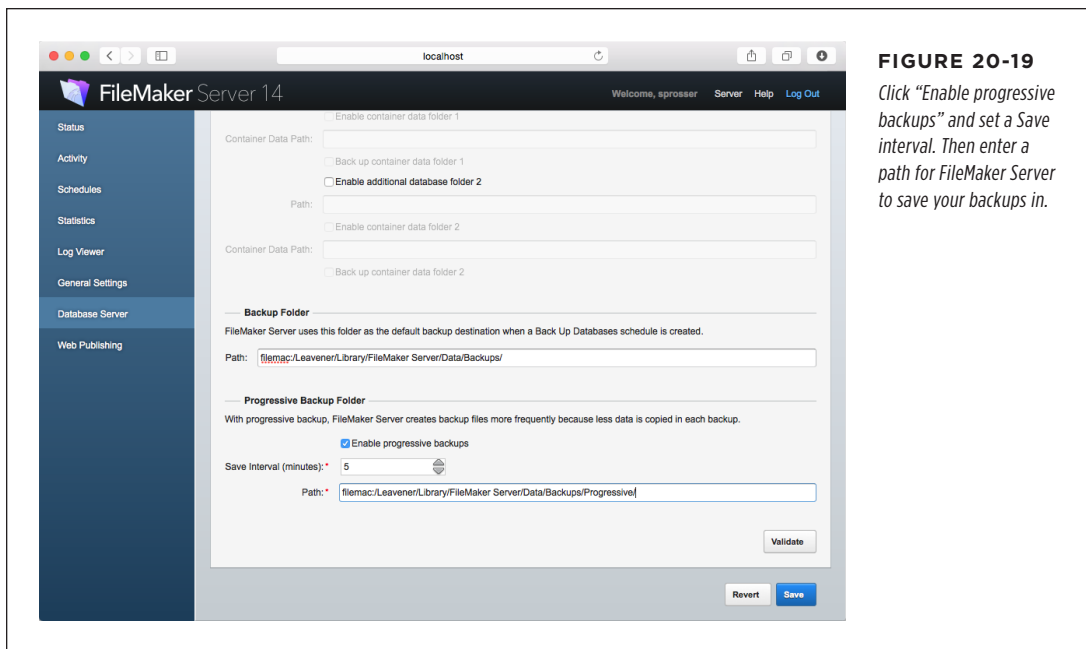 localhost
FileMaker Server 14
Welcome, sprosser Server Help Log Out
Status
Activity
Schedules
Statistics
Log Viewer
General Settings
Database Server
Web Publishing
Enable container data folder 1
Container Data Path:
Back up container data folder 1
Enable additional database folder 2
Path:
Enable container data folder 2
Container Data Path:
Back up container data folder 2
Backup Folder
FileMaker Server uses this folder as the default backup destination when a Back Up Databases schedule is created.
Path: filemac:/Leavener/Library/FileMaker Server/Data/Backups/
Progressive Backup Folder
With progressive backup, FileMaker Server creates backup files more frequently because less data is copied in each backup.
Enable progressive backups
Save Interval (minutes):* 5
Path:* filemac:/Leavener/Library/FileMaker Server/Data/Backups/Progressive/
Validate
Revert Save
FIGURE 20-19
Click “Enable progressive
backups” and set a Save
interval. Then enter a
path for FileMaker Server
to save your backups in.